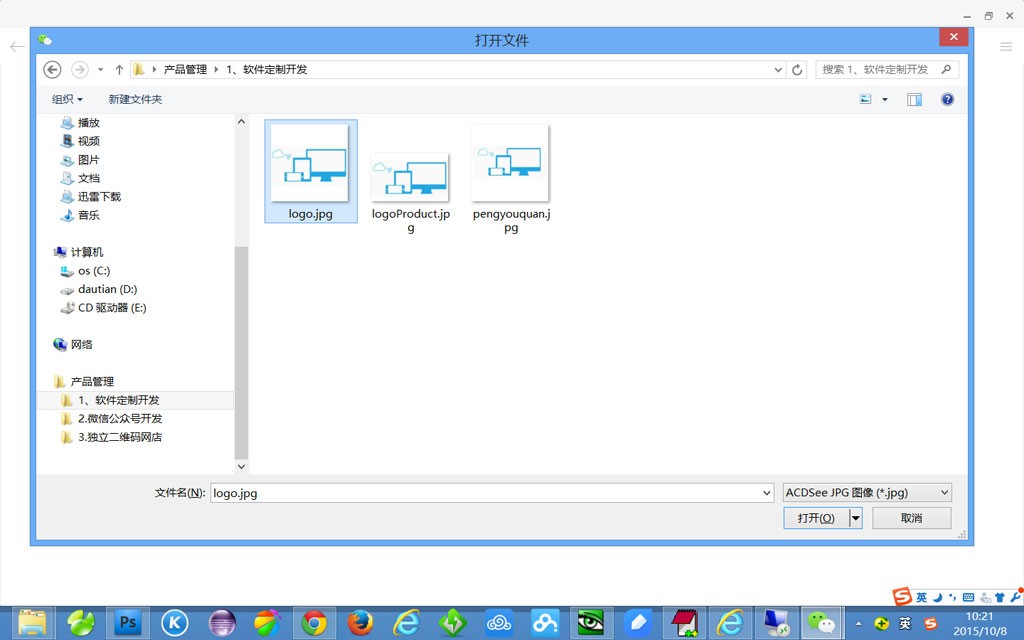 打开文件
产品管理 1、软件定制开发
搜索 1、软件定制开发
组织 新建文件夹
播放
视频
图片
文档
迅雷下载
音乐
计算机
os (C:)
dautian (D:)
CD 驱动器 (E:)
网络
产品管理
1、软件定制开发
2.微信公众号开发
3.独立二维码网店
logo.jpg
logoProduct.jp
g
pengyouquan.j
pg
文件名(N): logo.jpg
ACDSee JPG 图像 (*.jpg)
打开(O) 取消
S 英
Ps K 英 S
10:21
2015/10/8